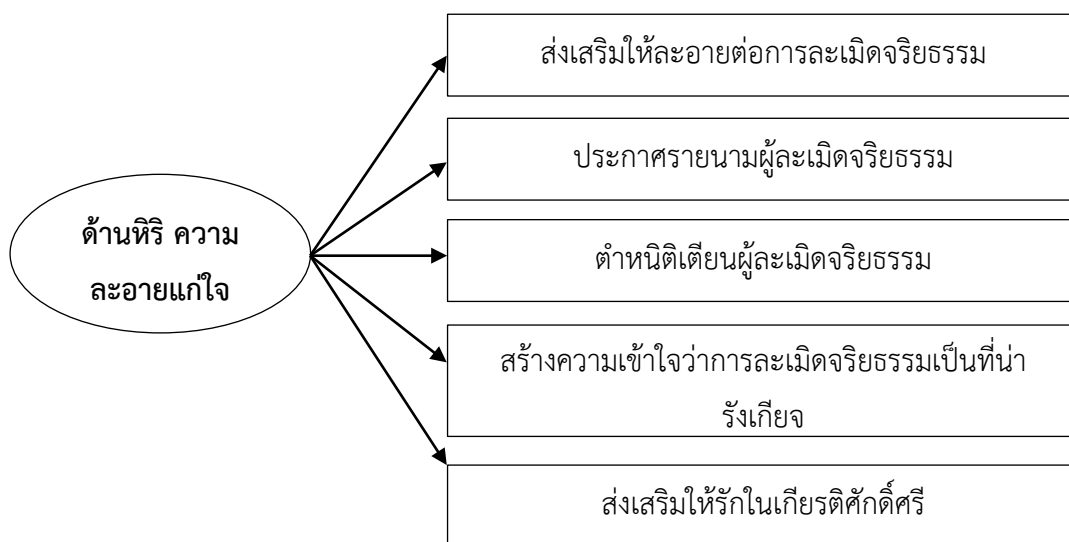 ส่งเสริมให้ละอายต่อการละเมิดจริยธรรม
ประกาศรายนามผู้ละเมิดจริยธรรม
ด้านหิริ ความ
ละอายแก่ใจ
ตำหนิติเตียนผู้ละเมิดจริยธรรม
สร้างความเข้าใจว่าการละเมิดจริยธรรมเป็นที่น่า
รังเกียจ
ส่งเสริมให้รักในเกียรติศักดิ์ศรี